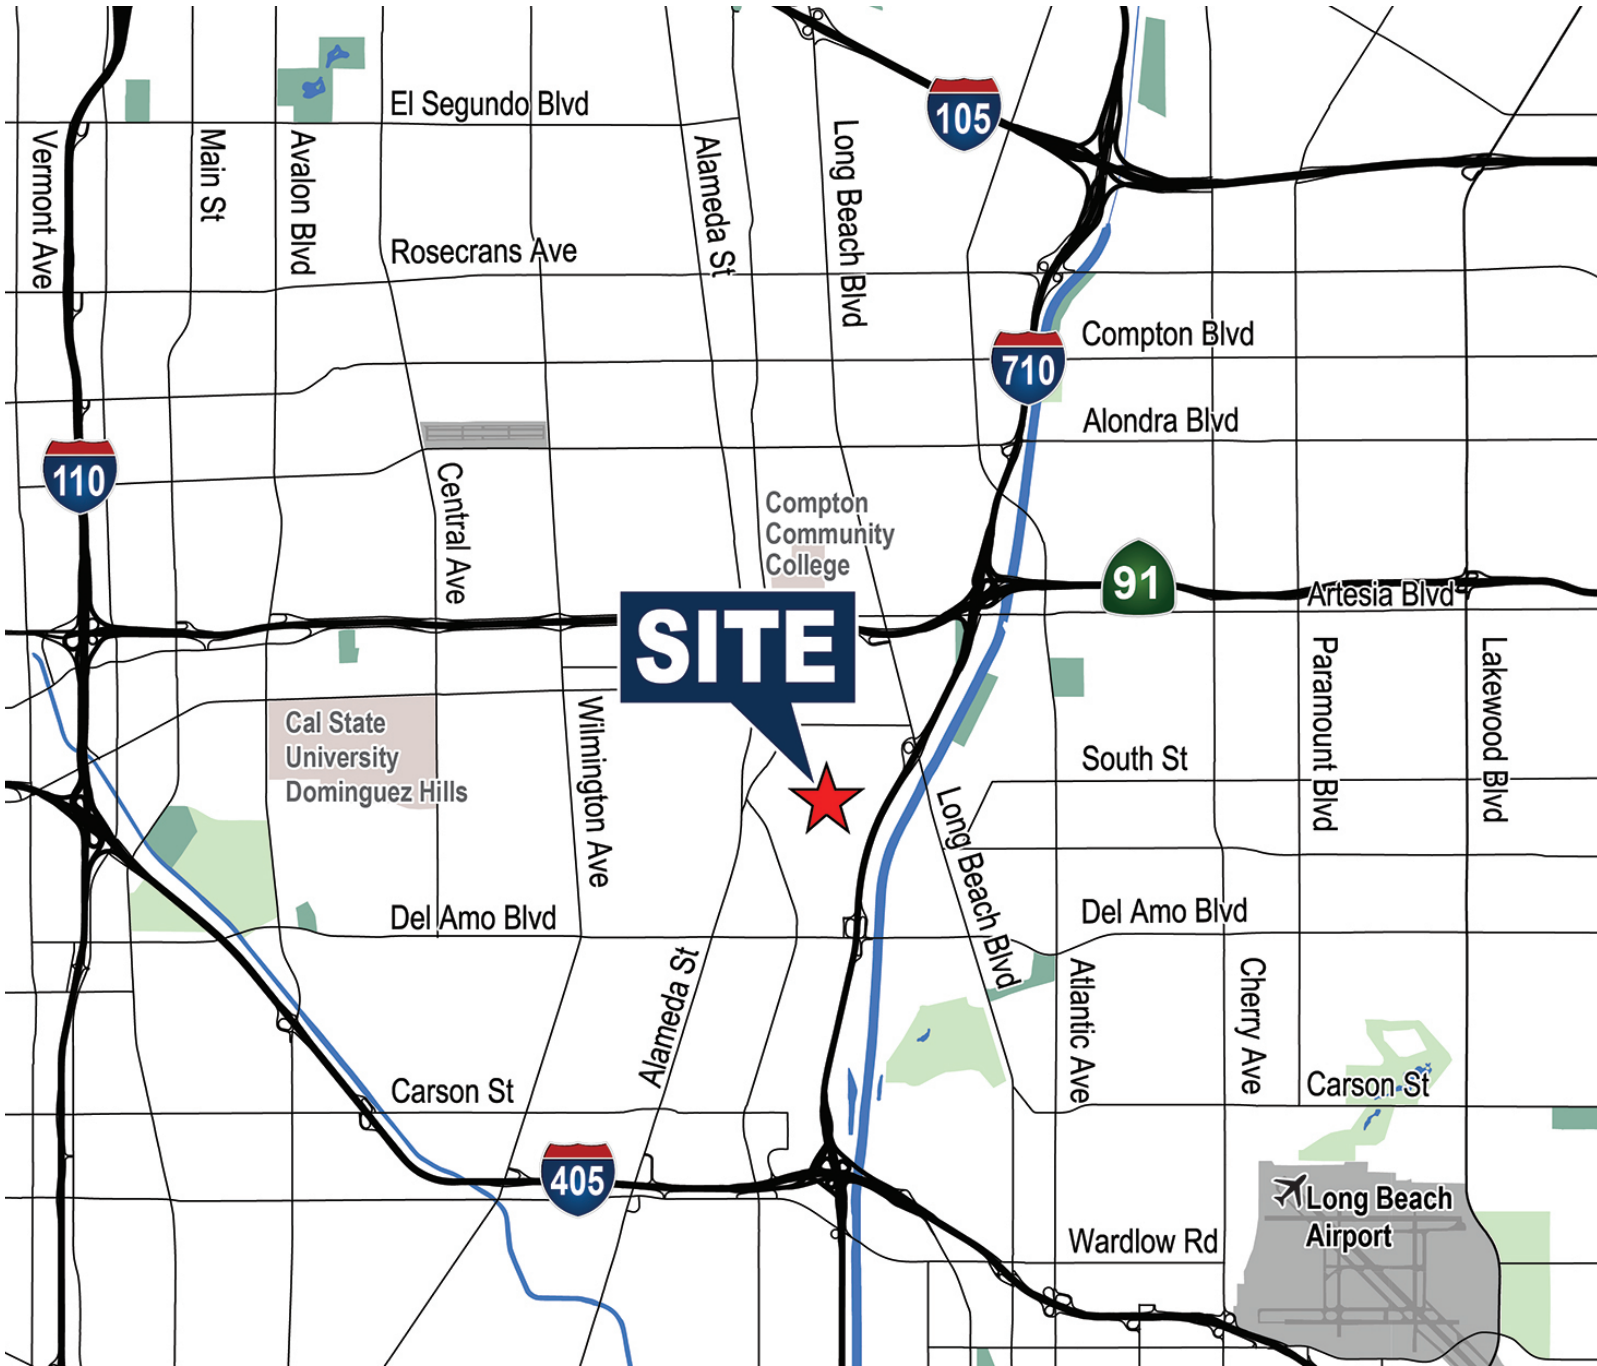 El Segundo Blvd
105
Vermont Ave
Main St
Avalon Blvd
Alameda St
Long Beach Blvd
Rosecrans Ave
Compton Blvd
710
Alondra Blvd
110
Central Ave
Compton
Community
College
91
Artesia Blvd
SITE
Paramount Blvd
Lakewood Blvd
Cal State
University
Dominguez Hills
Wilmington Ave
South St
Long Beach Blvd
Del Amo Blvd
Del Amo Blvd
Alameda St
Atlantic Ave
Cherry Ave
Carson St
Carson St
405
Long Beach
Airport
Wardlow Rd